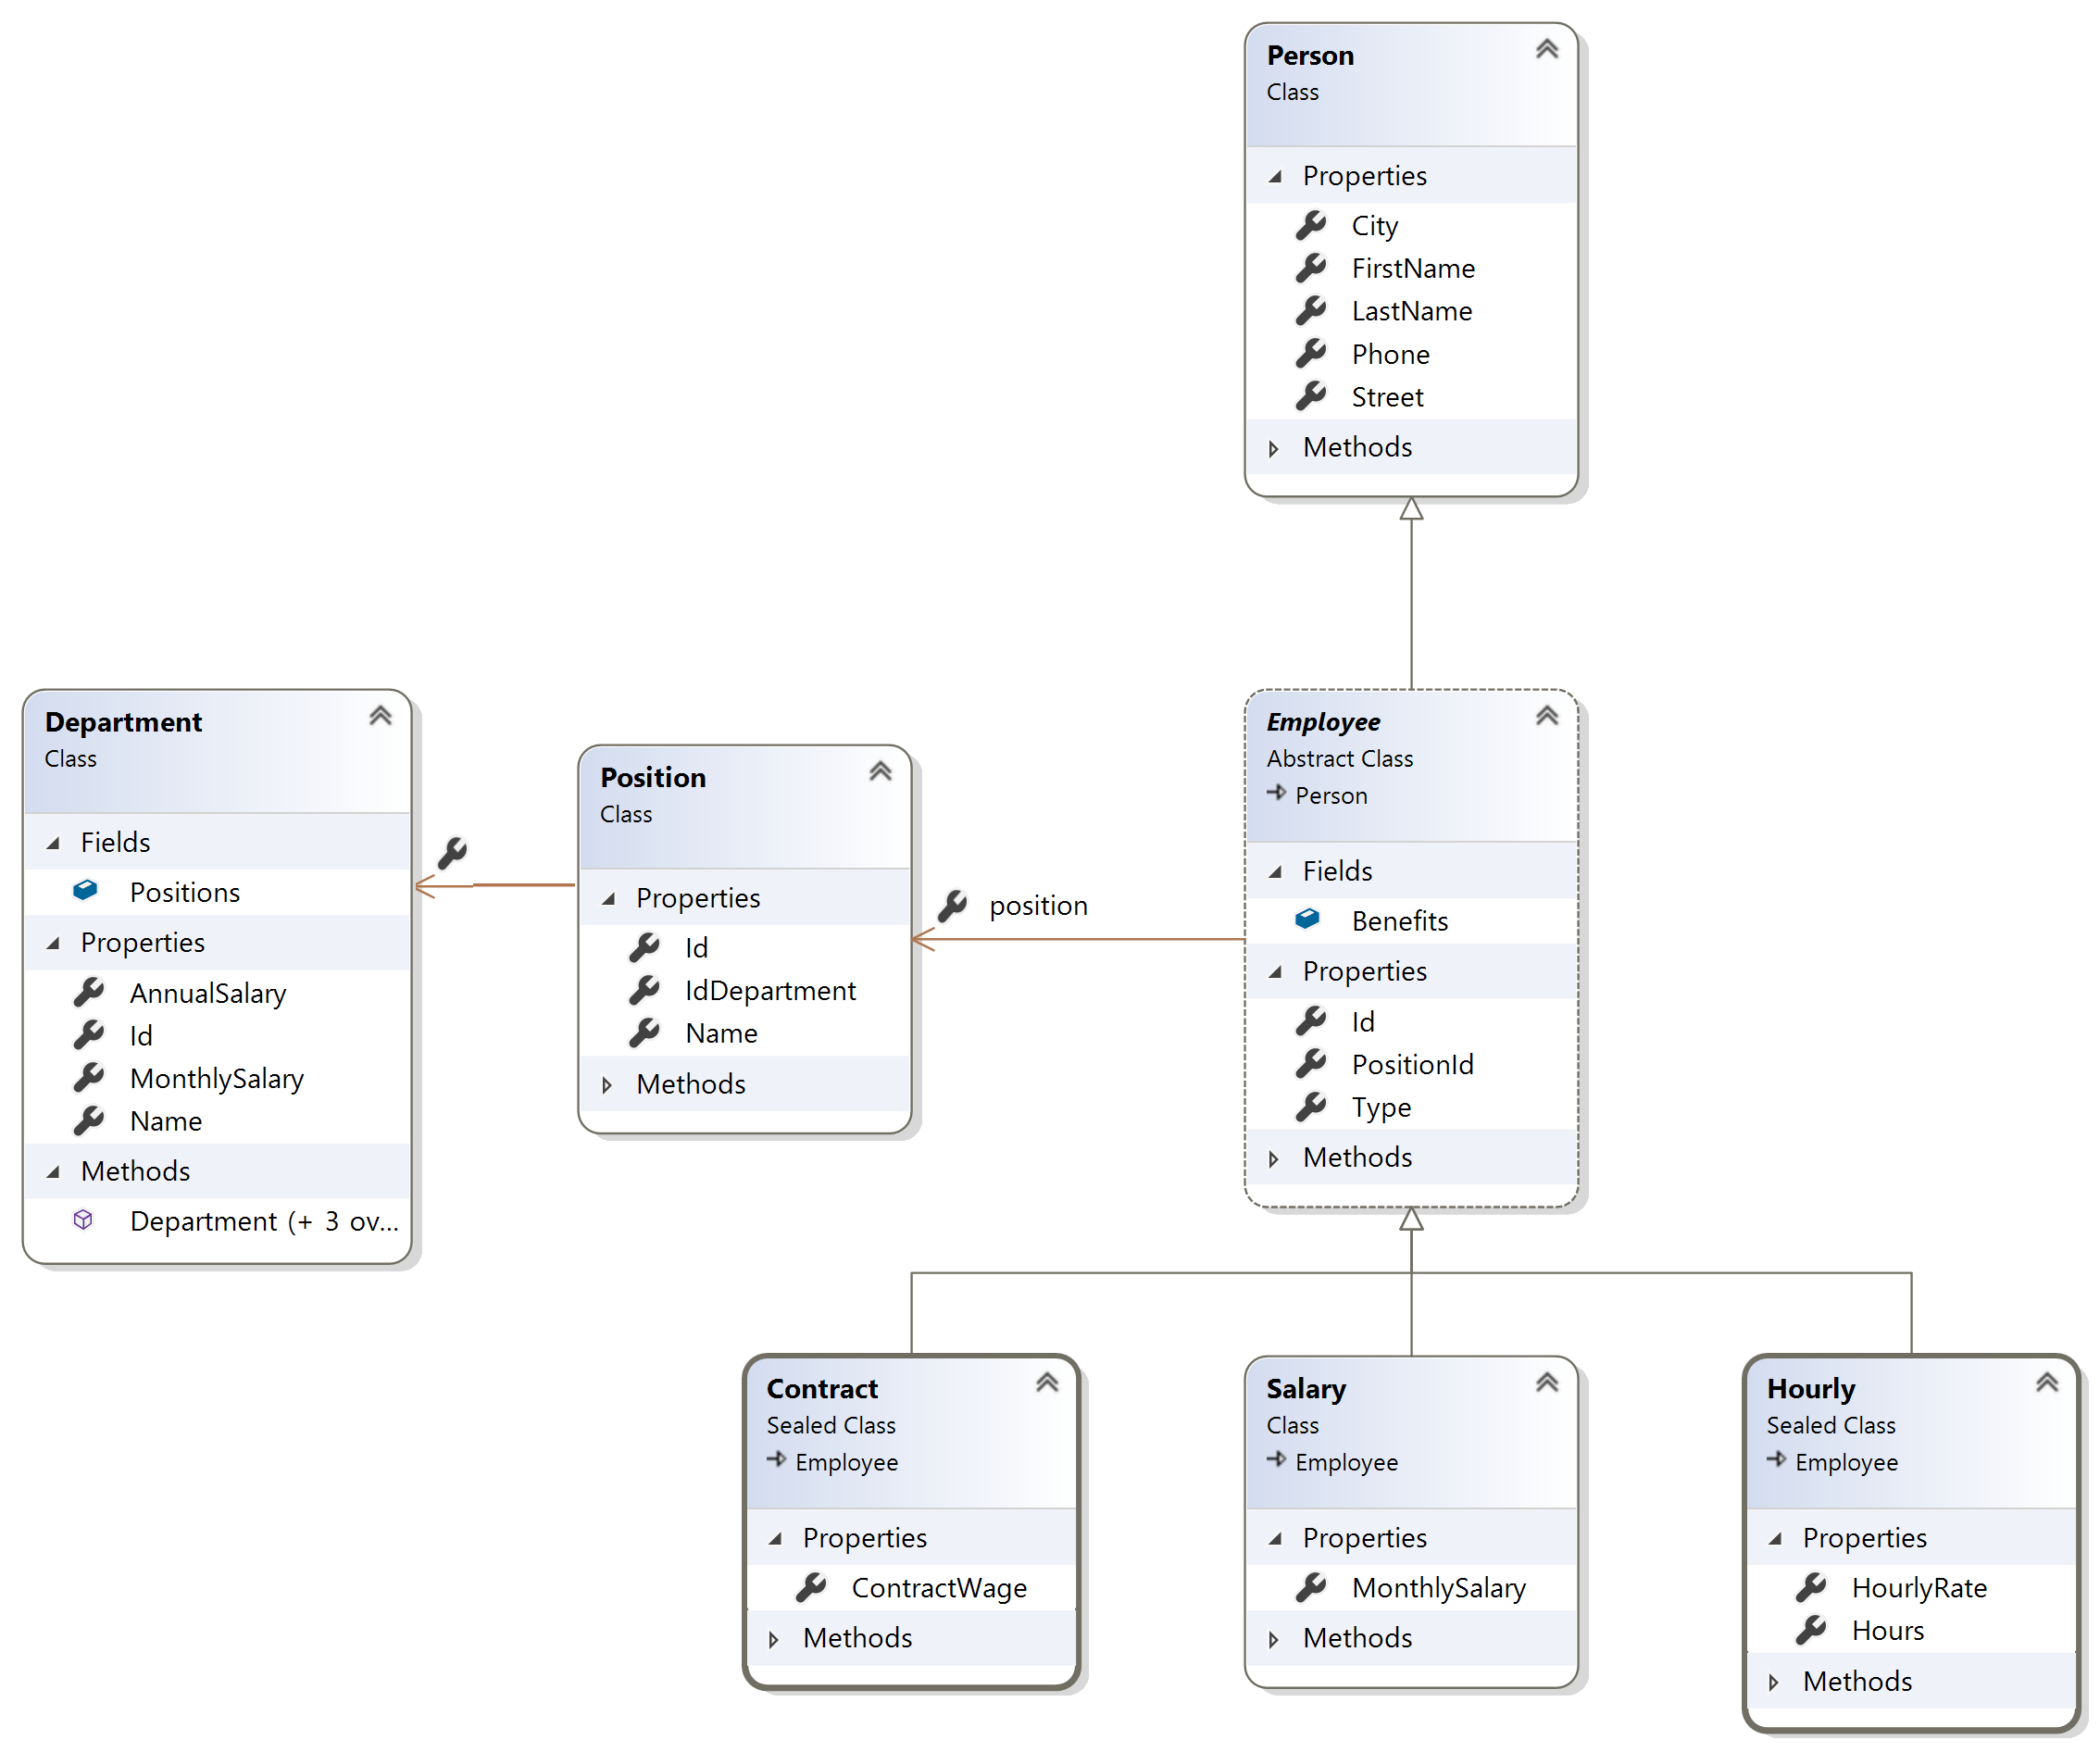 Person
Class
Properties
City
FirstName
LastName
Phone
Street
Methods
Department
Class
Fields
Positions
Properties
AnnualSalary
Id
MonthlySalary
Name
Methods
Department (+ 3 ov...
Position
Class
Properties
Id
IdDepartment
Name
Methods
position
Employee
Abstract Class
Person
Fields
Benefits
Properties
Id
PositionId
Type
Methods
Contract
Sealed Class
Employee
Properties
ContractWage
Methods
Salary
Class
Employee
Properties
MonthlySalary
Methods
Hourly
Sealed Class
Employee
Properties
HourlyRate
Hours
Methods